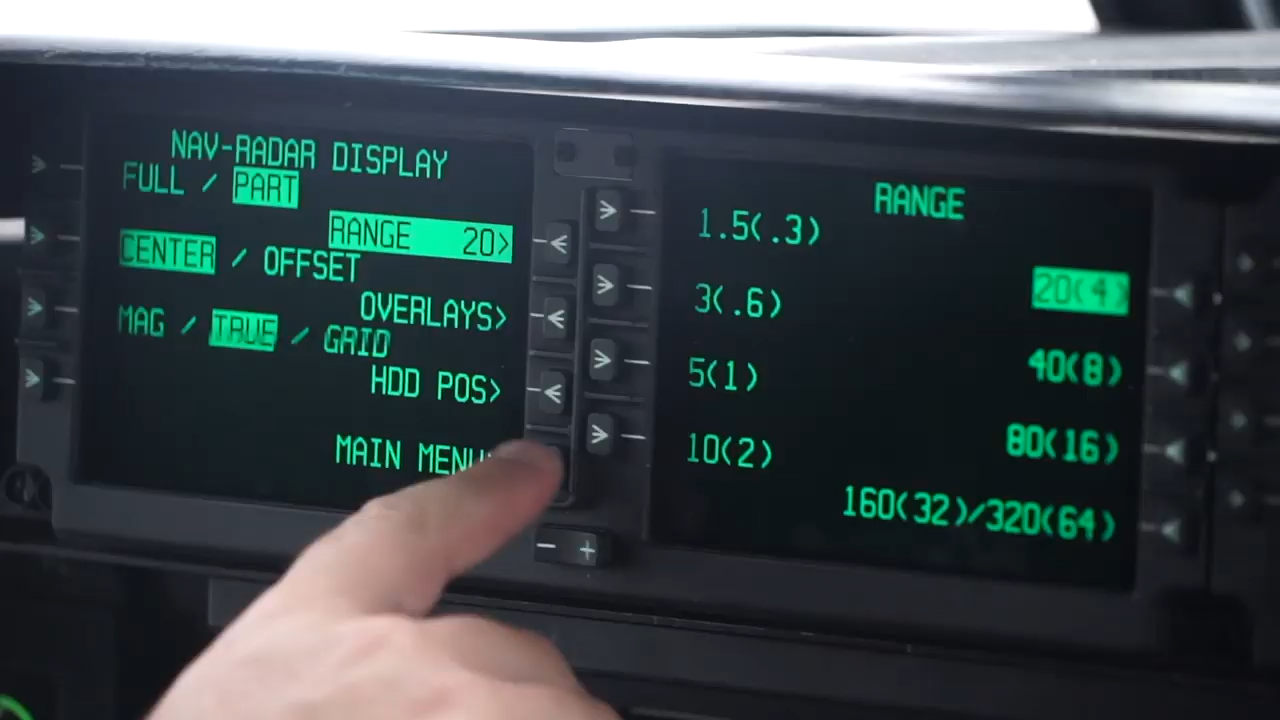 NAV-RADAR DISPLAY
FULL / PART
RANGE 20>
CENTER / OFFSET
OVERLAYS>
MAG / TRUE / GRID
HDD POS>
MAIN MENU
- +
RANGE
1.5(.3)
20(4)
3(.6)
40(8)
5(1)
80(16)
10(2)
160(32)/320(64)